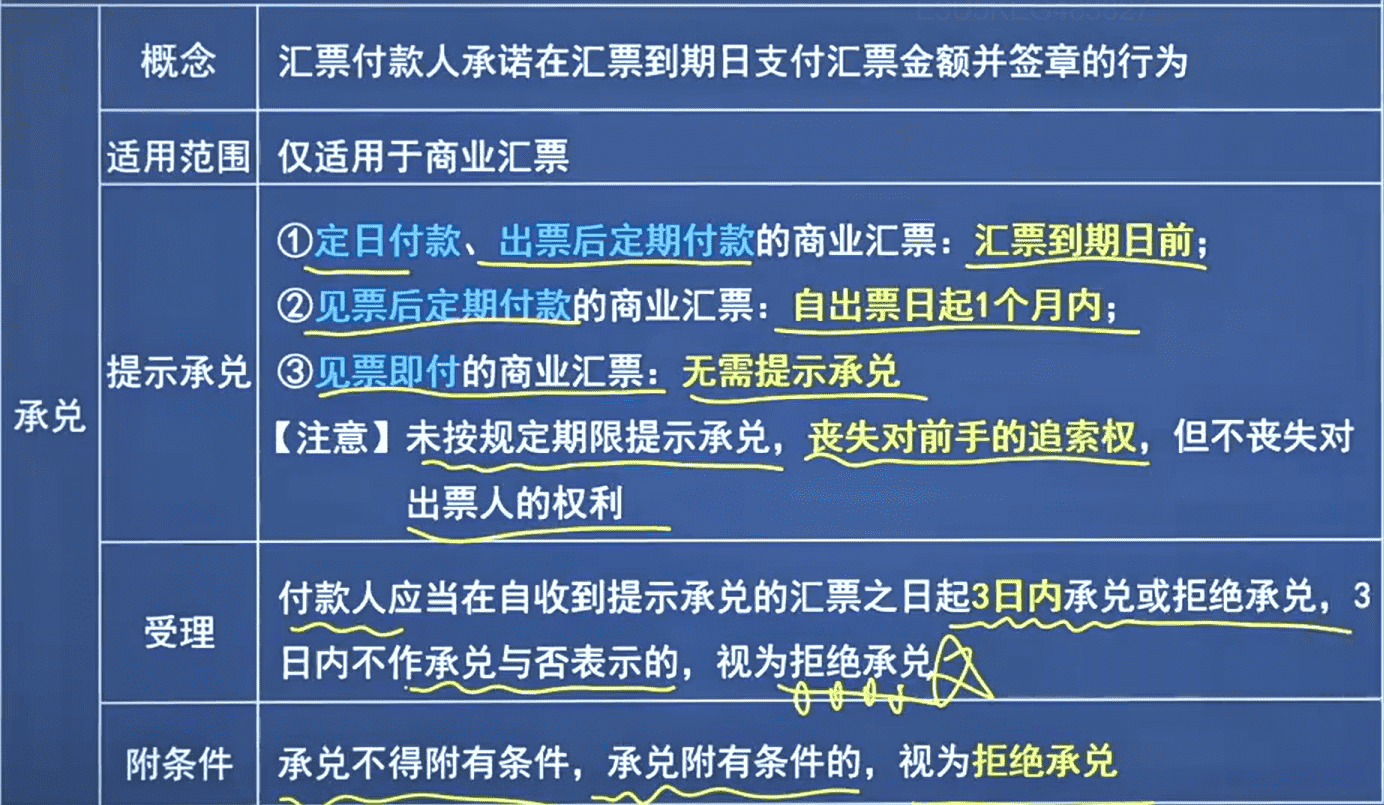 概念
汇票付款人承诺在汇票到期日支付汇票金额并签章的行为
适用范围
仅适用于商业汇票
承兑
提示承兑
①定日付款、出票后定期付款的商业汇票：汇票到期日前；
②见票后定期付款的商业汇票：自出票日起1个月内；
③见票即付的商业汇票：无需提示承兑
【注意】未按规定期限提示承兑，丧失对前手的追索权，但不丧失对
出票人的权利
受理
付款人应当在自收到提示承兑的汇票之日起3日内承兑或拒绝承兑，3
日内不作承兑与否表示的，视为拒绝承兑
附条件
承兑不得附有条件，承兑附有条件的，视为拒绝承兑